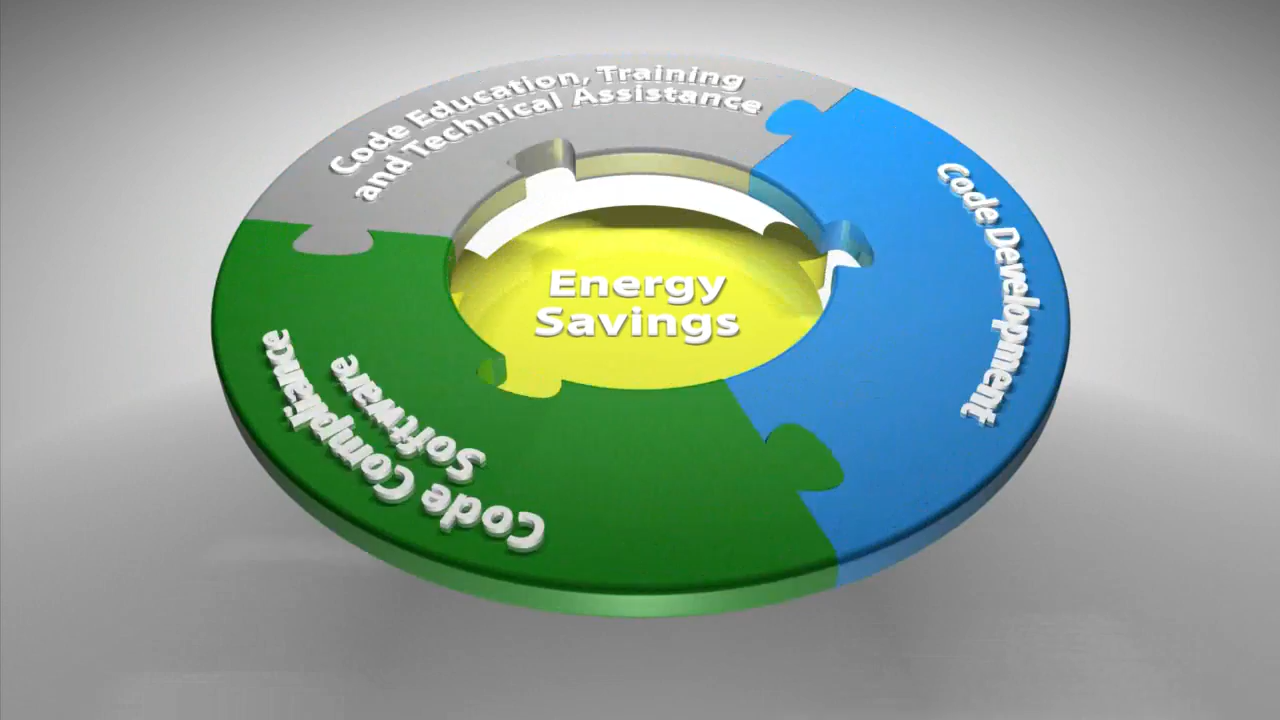 Code Education, Training
and Technical Assistance
Code Development
Energy
Savings
Code Compliance
Software